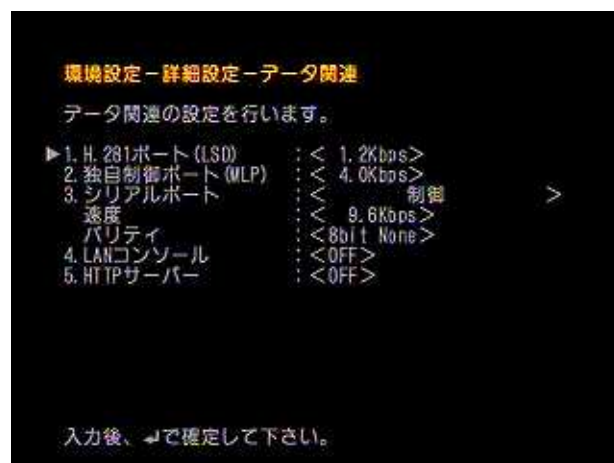 環境設定－詳細設定－データ関連
データ関連の設定を行います。
▶1. H. 281ポート(LSD) :< 1. 2Kbps>
2. 独自制御ポート(MLP) :< 4. 0Kbps>
3. シリアルポート :< 制御 >
速度 :< 9. 6Kbps>
パリティ :<8bit None>
4. LANコンソール :<OFF>
5. HTTPサーバー :<OFF>
入力後、↵で確定して下さい。